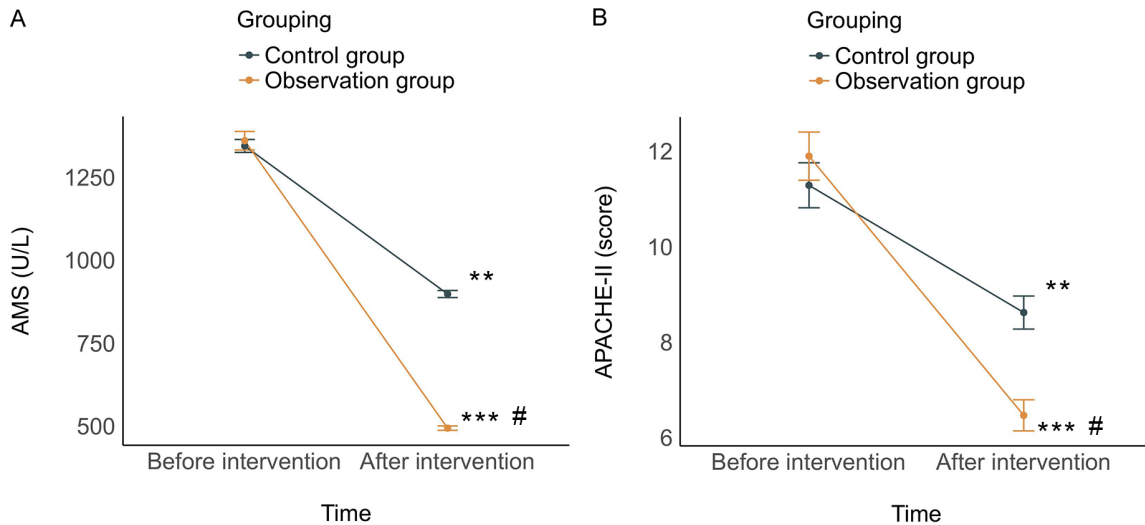 A
Grouping
Control group
Observation group
AMS (U/L)
1250
1000
750
500
**
*** #
Before intervention
After intervention
Time
B
Grouping
Control group
Observation group
APACHE-II (score)
12
10
8
6
**
*** #
Before intervention
After intervention
Time